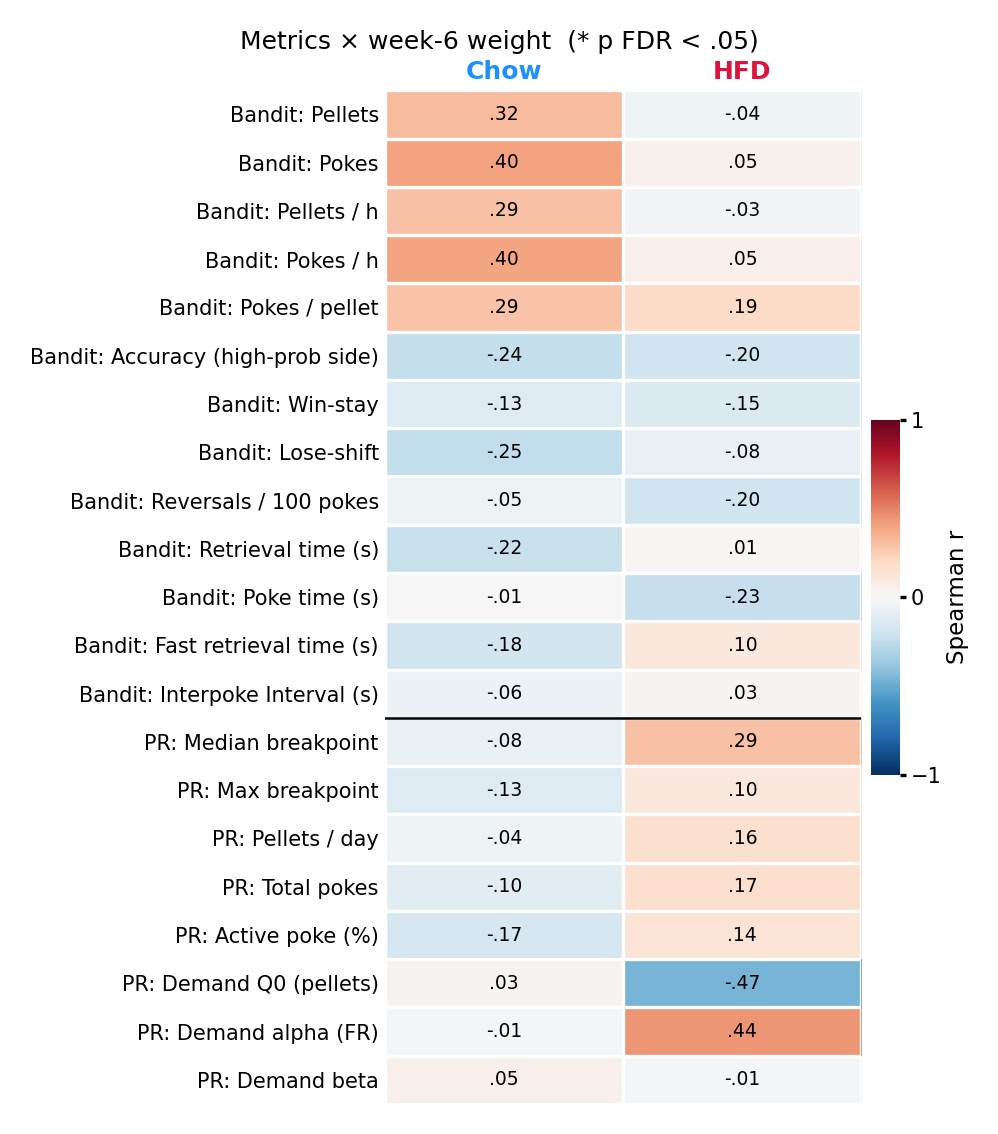 Metrics × week-6 weight (* p FDR < .05)
Chow HFD
Bandit: Pellets .32 -.04
Bandit: Pokes .40 .05
Bandit: Pellets / h .29 -.03
Bandit: Pokes / h .40 .05
Bandit: Pokes / pellet .29 .19
Bandit: Accuracy (high-prob side) -.24 -.20
Bandit: Win-stay -.13 -.15
Bandit: Lose-shift -.25 -.08
Bandit: Reversals / 100 pokes -.05 -.20
Bandit: Retrieval time (s) -.22 .01
Bandit: Poke time (s) -.01 -.23
Bandit: Fast retrieval time (s) -.18 .10
Bandit: Interpoke Interval (s) -.06 .03
PR: Median breakpoint -.08 .29
PR: Max breakpoint -.13 .10
PR: Pellets / day -.04 .16
PR: Total pokes -.10 .17
PR: Active poke (%) -.17 .14
PR: Demand Q0 (pellets) .03 -.47
PR: Demand alpha (FR) -.01 .44
PR: Demand beta .05 -.01
1
0
−1
Spearman r